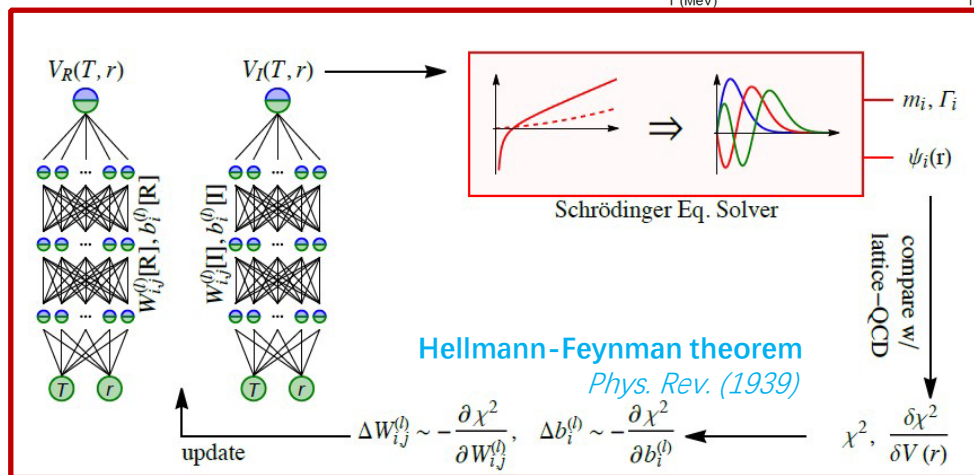 T (MeV)
V_R(T, r)
V_I(T, r)
m_i, Γ_i
ψ_i(r)
⇒
Schrödinger Eq. Solver
...
...
...
...
...
...
W_{i,j}^{(l)}[R], b_i^{(l)}[R]
W_{i,j}^{(l)}[I], b_i^{(l)}[I]
compare w/
lattice−QCD
Hellmann-Feynman theorem
Phys. Rev. (1939)
T r
T r
update
ΔW_{i,j}^{(l)} ~ − ∂χ² / ∂W_{i,j}^{(l)}, Δb_i^{(l)} ~ − ∂χ² / ∂b_i^{(l)}
χ², δχ² / δV(r)